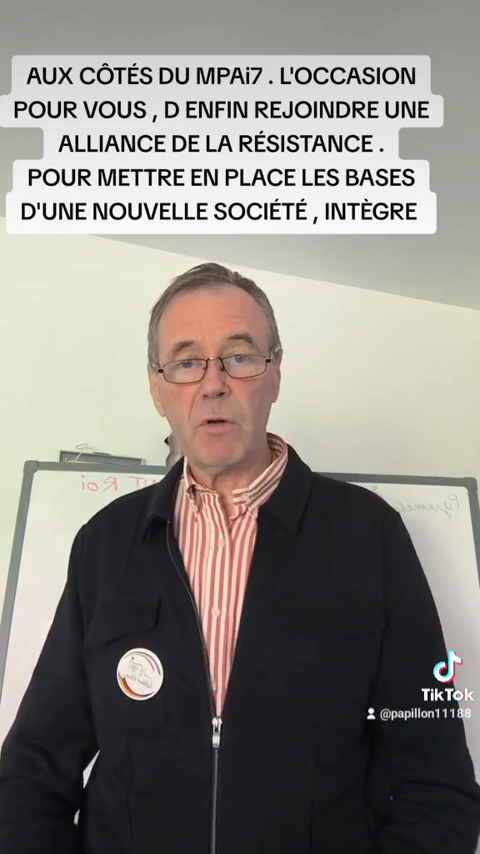 AUX CÔTÉS DU MPAi7 . L'OCCASION
POUR VOUS , D ENFIN REJOINDRE UNE
ALLIANCE DE LA RÉSISTANCE .
POUR METTRE EN PLACE LES BASES
D'UNE NOUVELLE SOCIÉTÉ , INTÈGRE
TikTok
@papillon11188